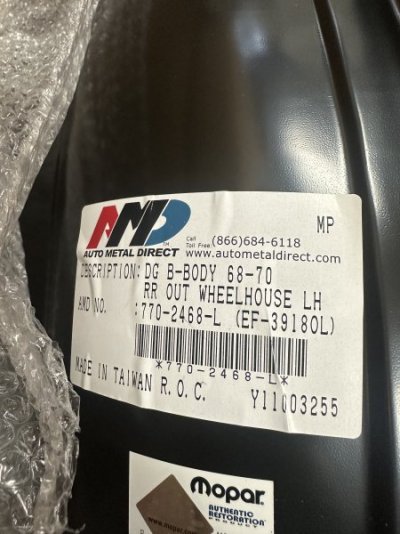 AMD
MP
AUTO METAL DIRECT
Call Toll Free (866)684-6118
www.autometaldirect.com
DESCRIPTION: DG B-BODY 68-70
RR OUT WHEELHOUSE LH
AMD NO. :770-2468-L (EF-39180L)
*770-2468-L*
MADE IN TAIWAN R.O.C.
Y11003255
mopar
AUTHENTIC
RESTORATION
PRODUCT
www.mopar.